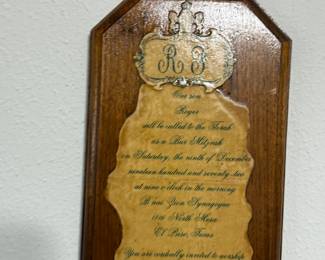 R J
Our son
Roger
will be called to the Torah
as a Bar Mitzvah
on Saturday, the ninth of December
nineteen hundred and seventy-two
at nine o'clock in the morning
B'nai Zion Synagogue
North Mesa
El Paso, Texas
You are cordially invited to worship